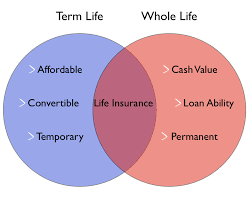 Term Life
Whole Life
> Affordable
> Convertible
> Temporary
Life Insurance
> Cash Value
> Loan Ability
> Permanent